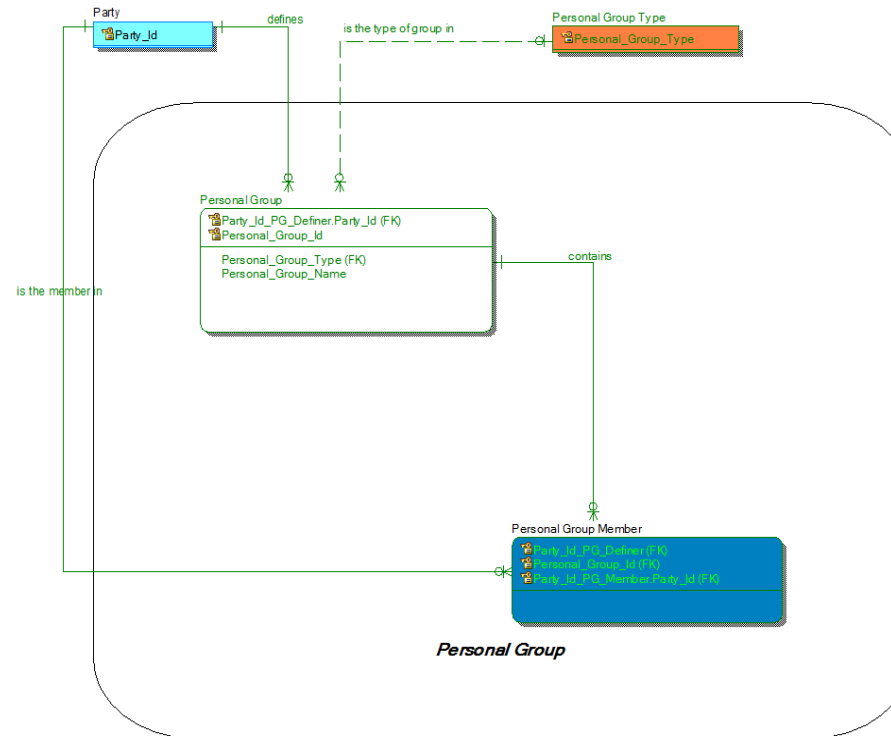 Party
Party_Id
defines
is the type of group in
Personal Group Type
Personal_Group_Type
Personal Group
Party_Id_PG_Definer.Party_Id (FK)
Personal_Group_Id
Personal_Group_Type (FK)
Personal_Group_Name
contains
is the member in
Personal Group Member
Party_Id_PG_Definer (FK)
Personal_Group_Id (FK)
Party_Id_PG_Member.Party_Id (FK)
Personal Group